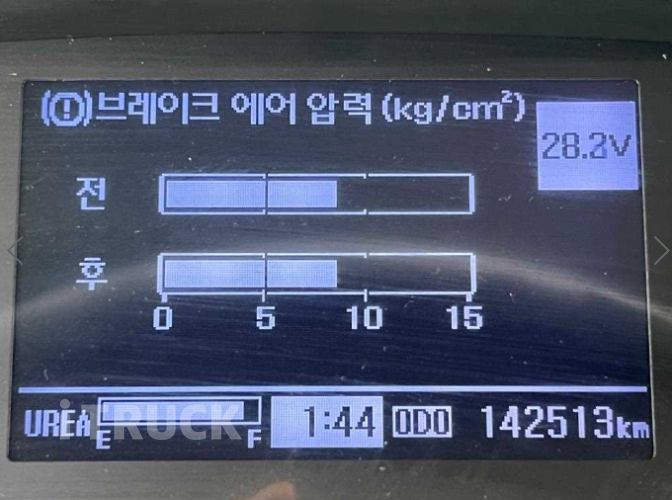 (!)브레이크 에어 압력(kg/cm²)
28.2V
전
후
0 5 10 15
UREA E F 1:44 ODO 142513km
iTRUCK